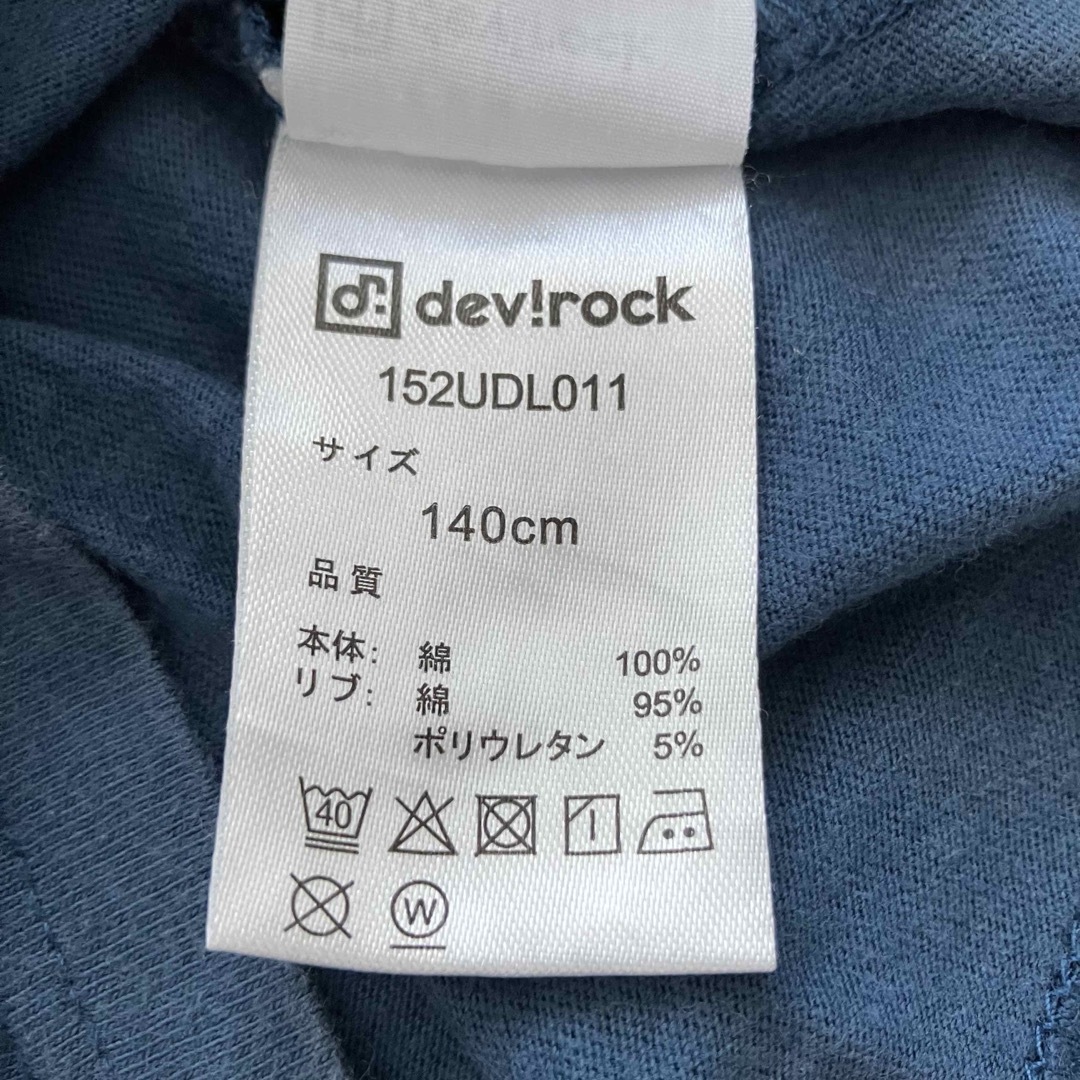 dev!rock
152UDL011
サイズ
140cm
品質
本体: 綿 100%
リブ: 綿 95%
ポリウレタン 5%
40
W